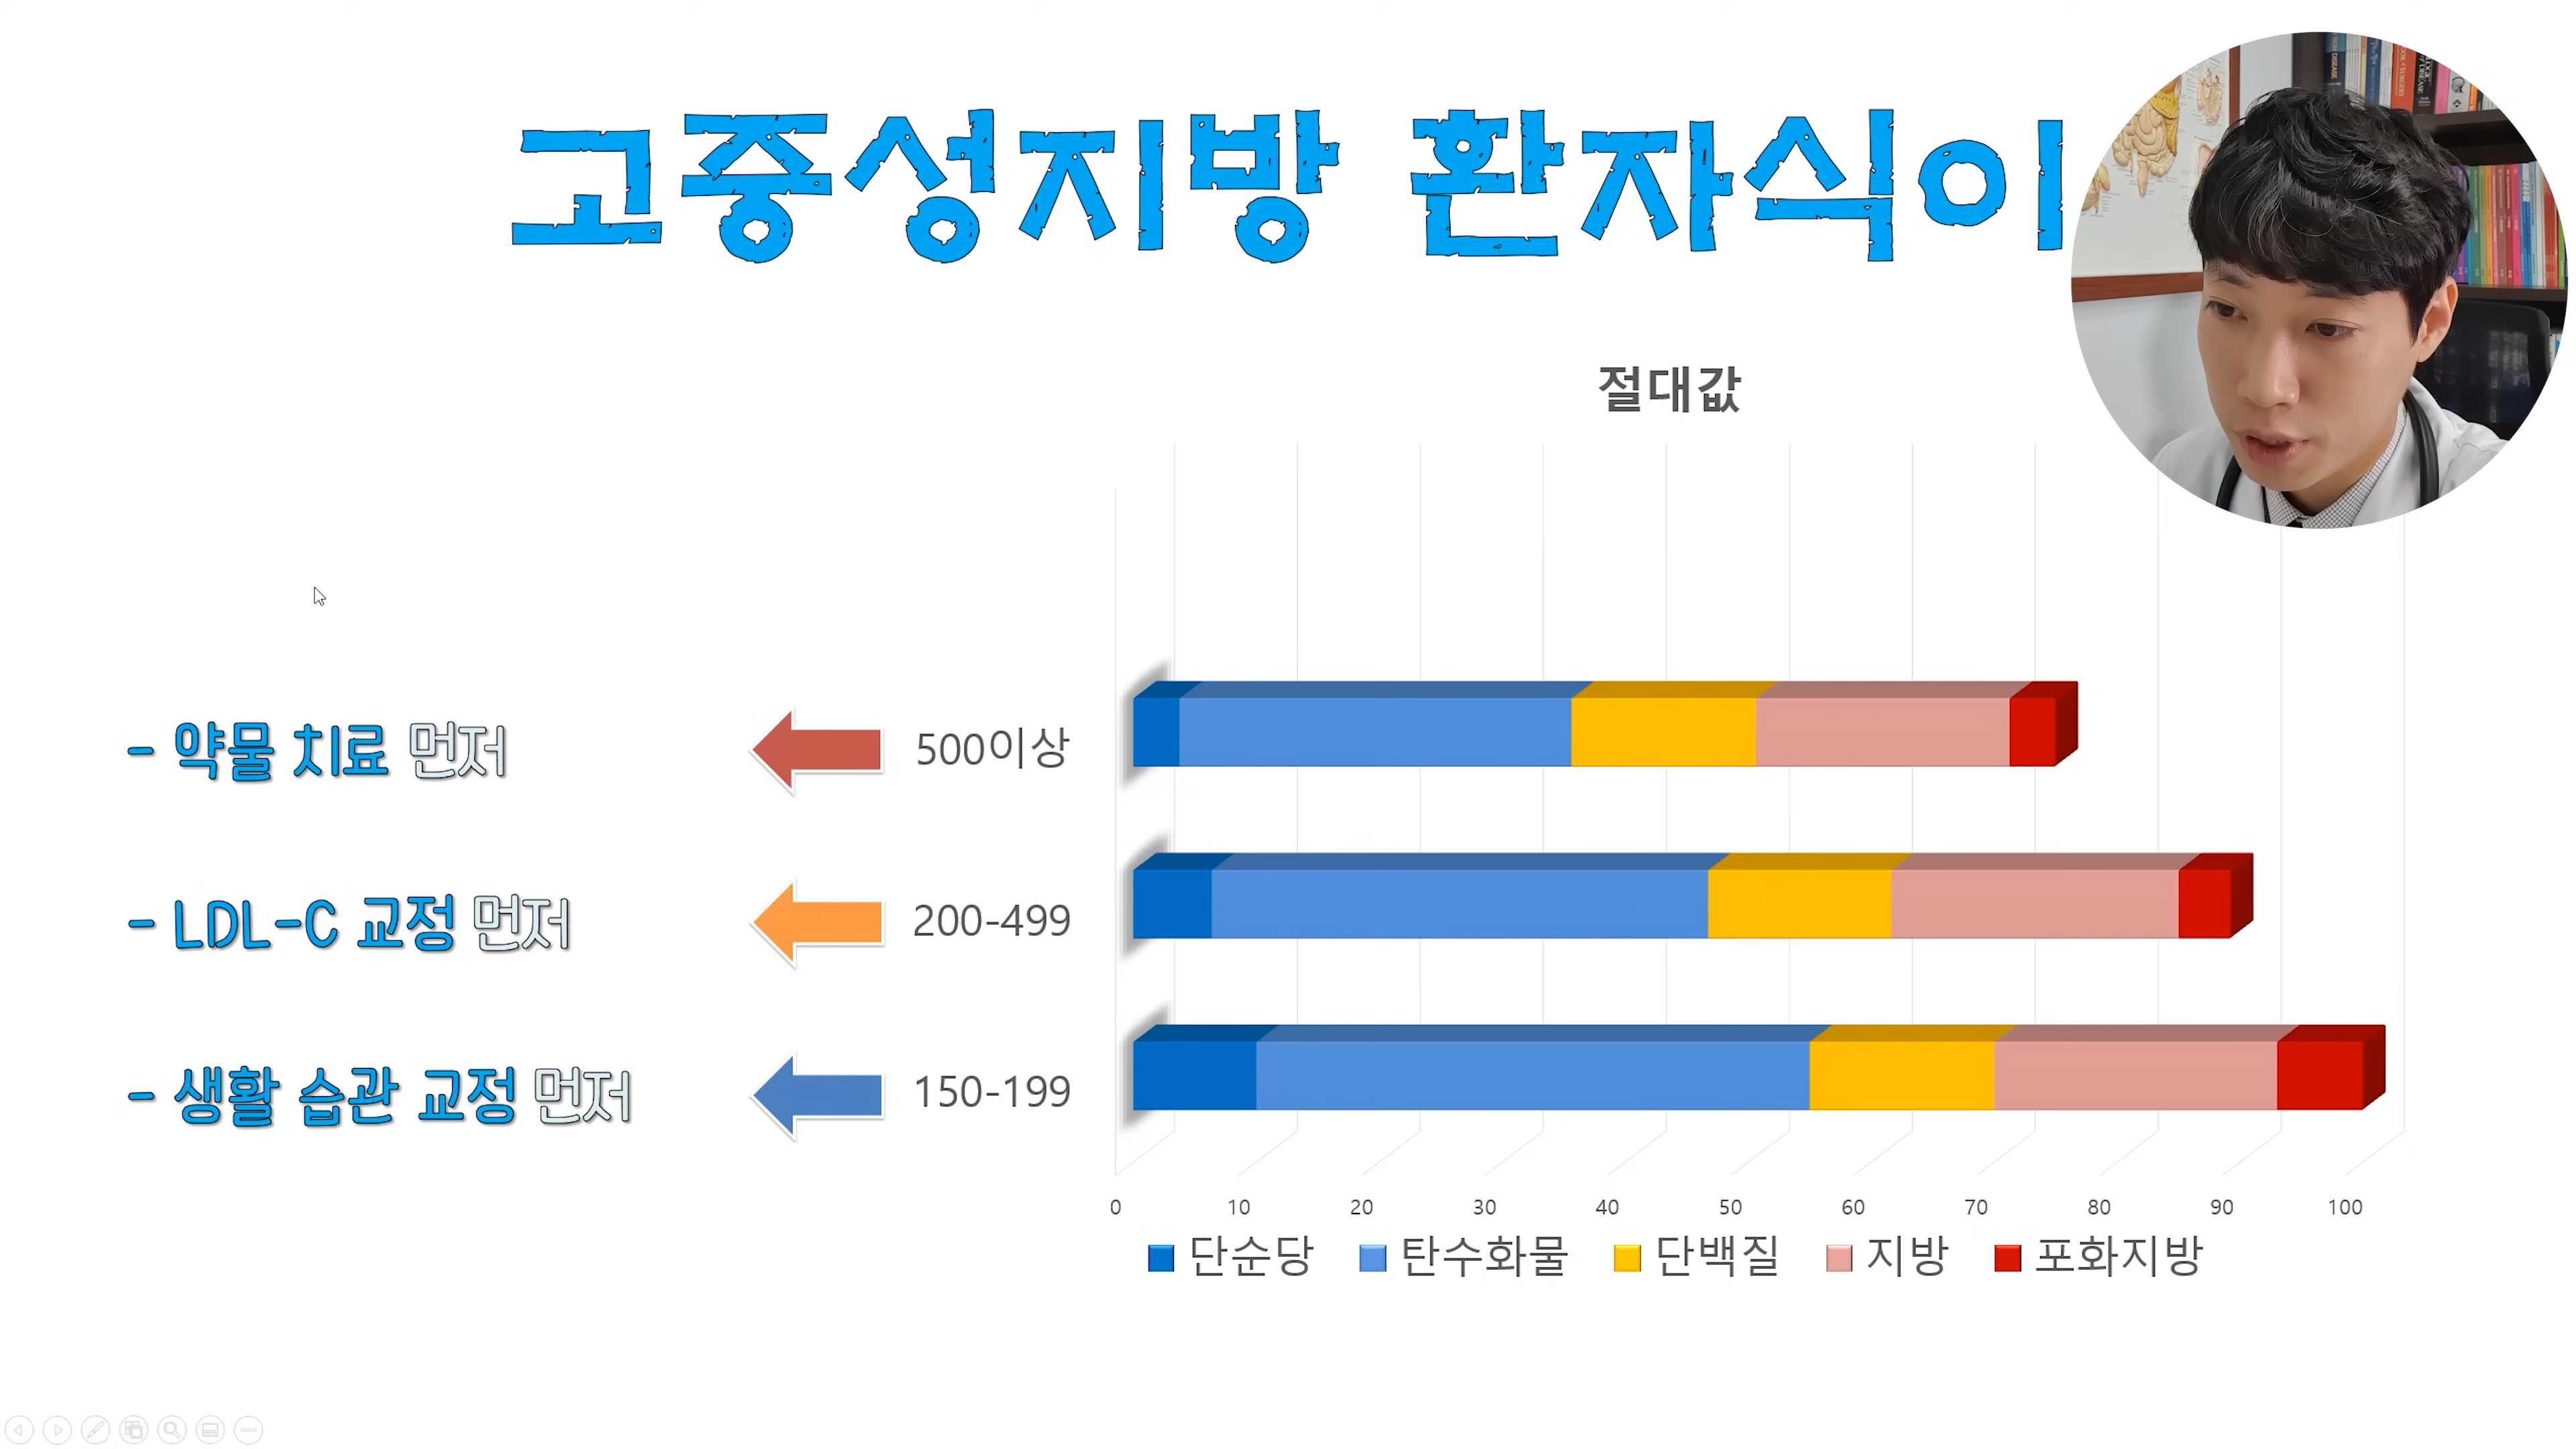 고중성지방 환자식이
절대값
- 약물 치료 먼저
500이상
- LDL-C 교정 먼저
200-499
- 생활 습관 교정 먼저
150-199
0 10 20 30 40 50 60 70 80 90 100
단순당 탄수화물 단백질 지방 포화지방